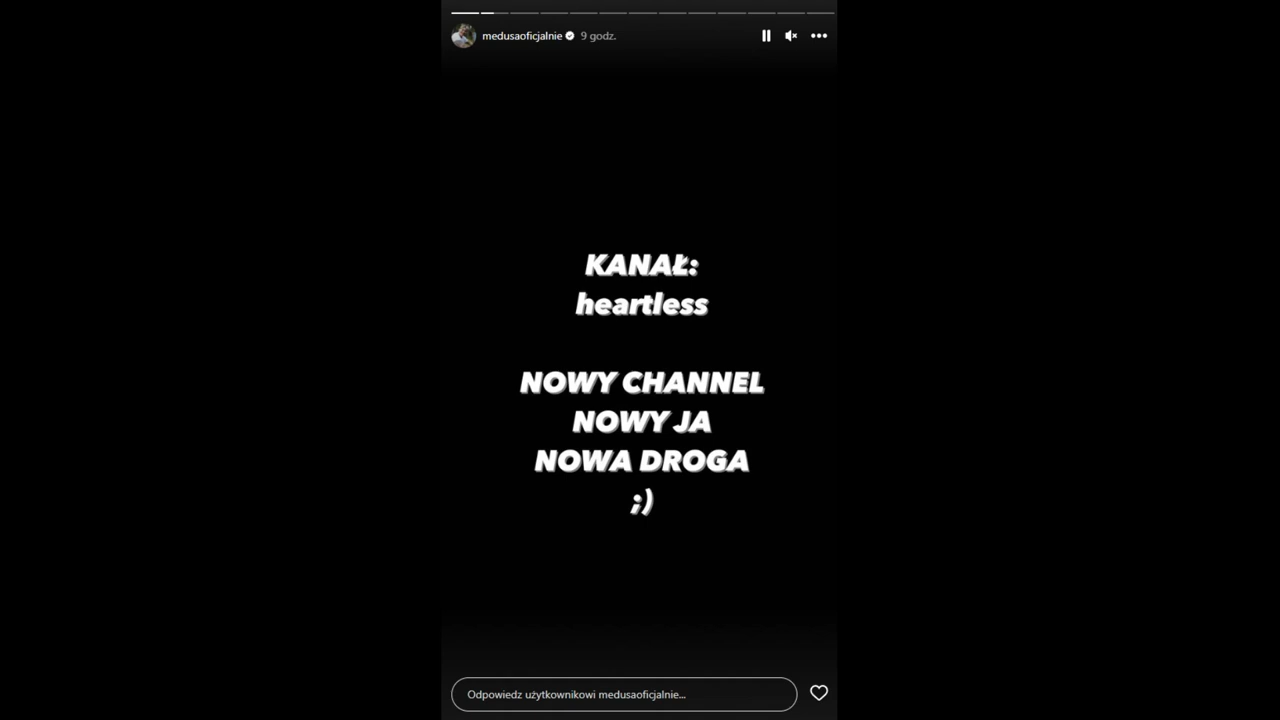 medusaoficjalnie 9 godz.
KANAŁ:
heartless
NOWY CHANNEL
NOWY JA
NOWA DROGA
;)
Odpowiedz użytkownikowi medusaoficjalnie...